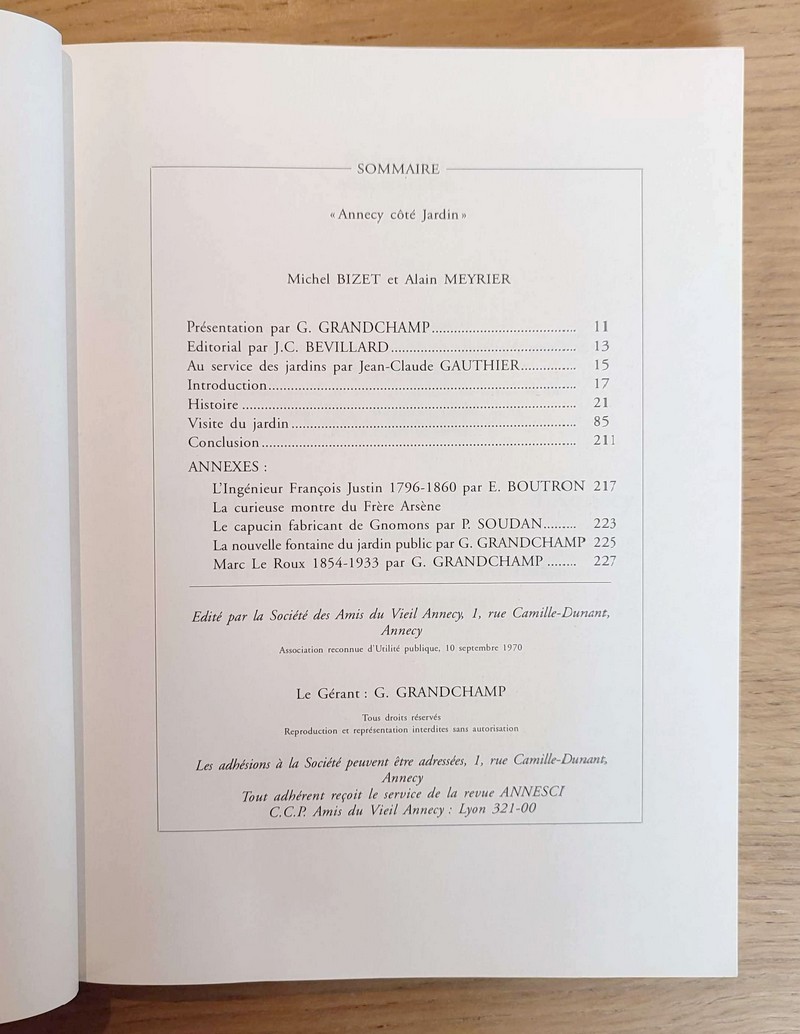 SOMMAIRE
« Annecy côté Jardin »
Michel BIZET et Alain MEYRIER
Présentation par G. GRANDCHAMP........................................ 11
Editorial par J.C. BEVILLARD.................................................. 13
Au service des jardins par Jean-Claude GAUTHIER............... 15
Introduction.................................................................................. 17
Histoire ........................................................................................ 21
Visite du jardin............................................................................. 85
Conclusion.................................................................................... 211
ANNEXES :
L'Ingénieur François Justin 1796-1860 par E. BOUTRON 217
La curieuse montre du Frère Arsène
Le capucin fabricant de Gnomons par P. SOUDAN......... 223
La nouvelle fontaine du jardin public par G. GRANDCHAMP 225
Marc Le Roux 1854-1933 par G. GRANDCHAMP ........ 227
Edité par la Société des Amis du Vieil Annecy, 1, rue Camille-Dunant,
Annecy
Association reconnue d'Utilité publique, 10 septembre 1970
Le Gérant : G. GRANDCHAMP
Tous droits réservés
Reproduction et représentation interdites sans autorisation
Les adhésions à la Société peuvent être adressées, 1, rue Camille-Dunant,
Annecy
Tout adhérent reçoit le service de la revue ANNESCI
C.C.P. Amis du Vieil Annecy : Lyon 321-00